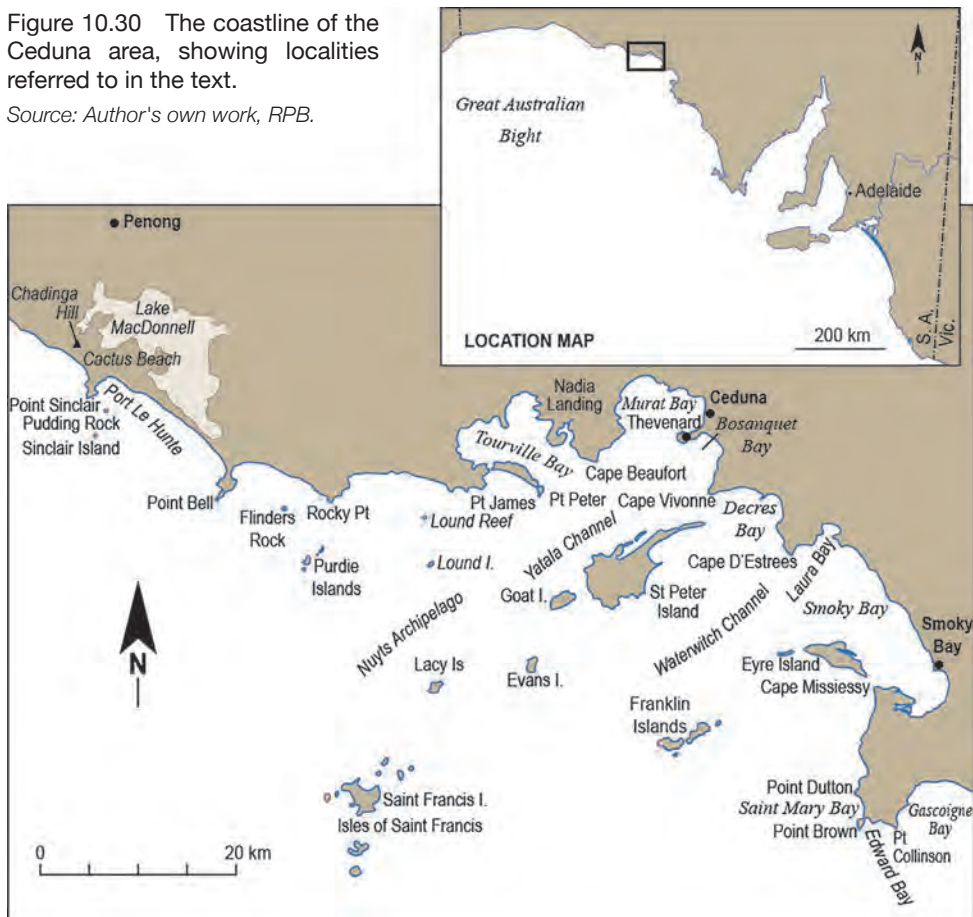 Figure 10.30 The coastline of the
Ceduna area, showing localities
referred to in the text.
Source: Author's own work, RPB.
N
Great Australian
Bight
Adelaide
LOCATION MAP
200 km
S. A.
Vic.
Penong
Chadinga
Hill
Lake
MacDonnell
Cactus Beach
Point Sinclair
Pudding Rock
Sinclair Island
Port Le Hunte
Point Bell
Flinders
Rock
Rocky Pt
Purdie
Islands
Nadia
Landing
Murat Bay
Ceduna
Thevenard
Bosanquet
Bay
Tourville Bay
Cape Beaufort
Pt James
Pt Peter
Cape Vivonne
Decres
Bay
Lound Reef
Lound I.
Yatala Channel
Goat I.
St Peter
Island
Cape D'Estrees
Laura Bay
Smoky Bay
Smoky
Bay
Nuyts Archipelago
Waterwitch Channel
Lacy Is
Evans I.
Eyre Island
Cape Missiessy
Franklin
Islands
N
Saint Francis I.
Isles of Saint Francis
Point Dutton
Saint Mary Bay
Point Brown
Edward Bay
Pt
Collinson
Gascoigne
Bay
0
20 km